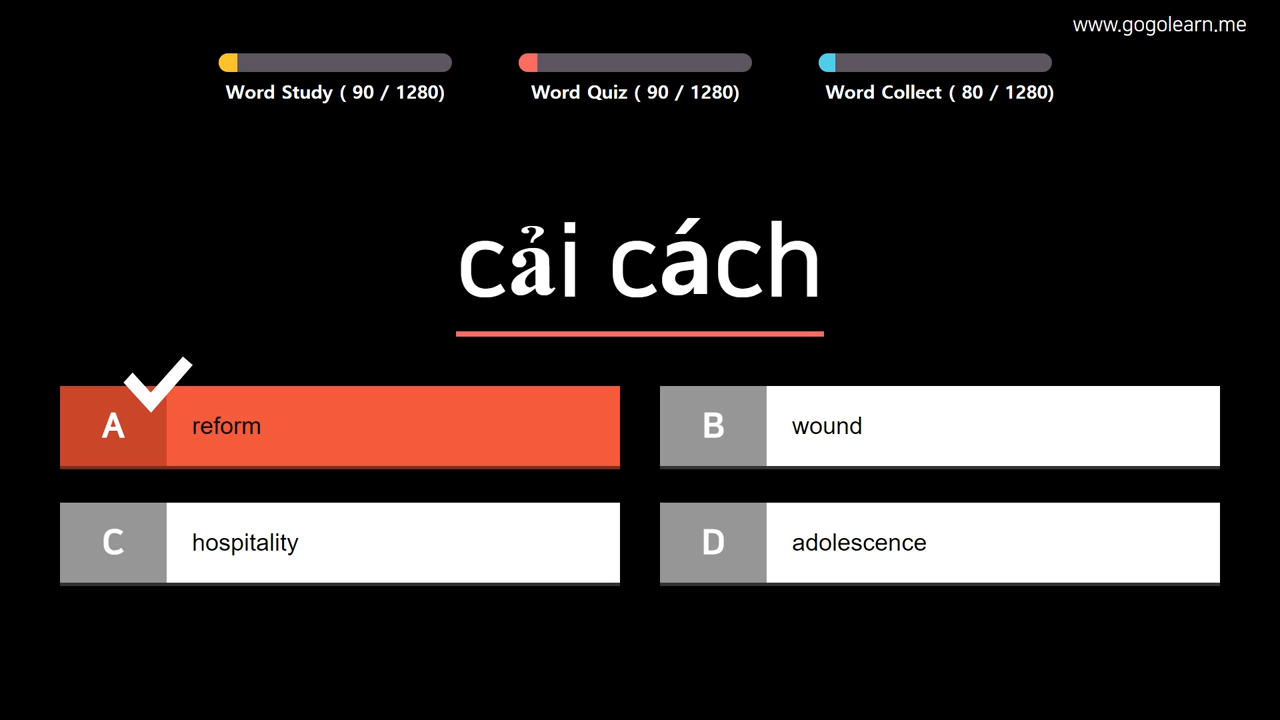 www.gogolearn.me
Word Study ( 90 / 1280)
Word Quiz ( 90 / 1280)
Word Collect ( 80 / 1280)
cải cách
A reform
B wound
C hospitality
D adolescence